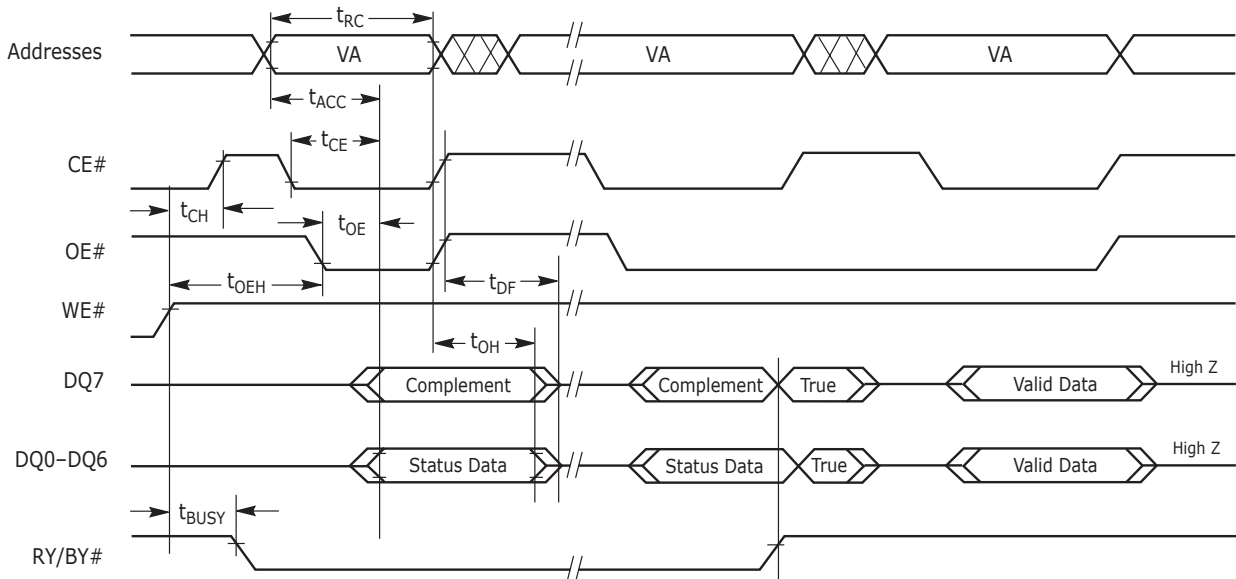 tRC
Addresses VA VA VA
tACC
tCE
CE#
tCH tOE
OE#
tOEH tDF
WE#
tOH
DQ7 Complement Complement True Valid Data High Z
DQ0–DQ6 Status Data Status Data True Valid Data High Z
tBUSY
RY/BY#